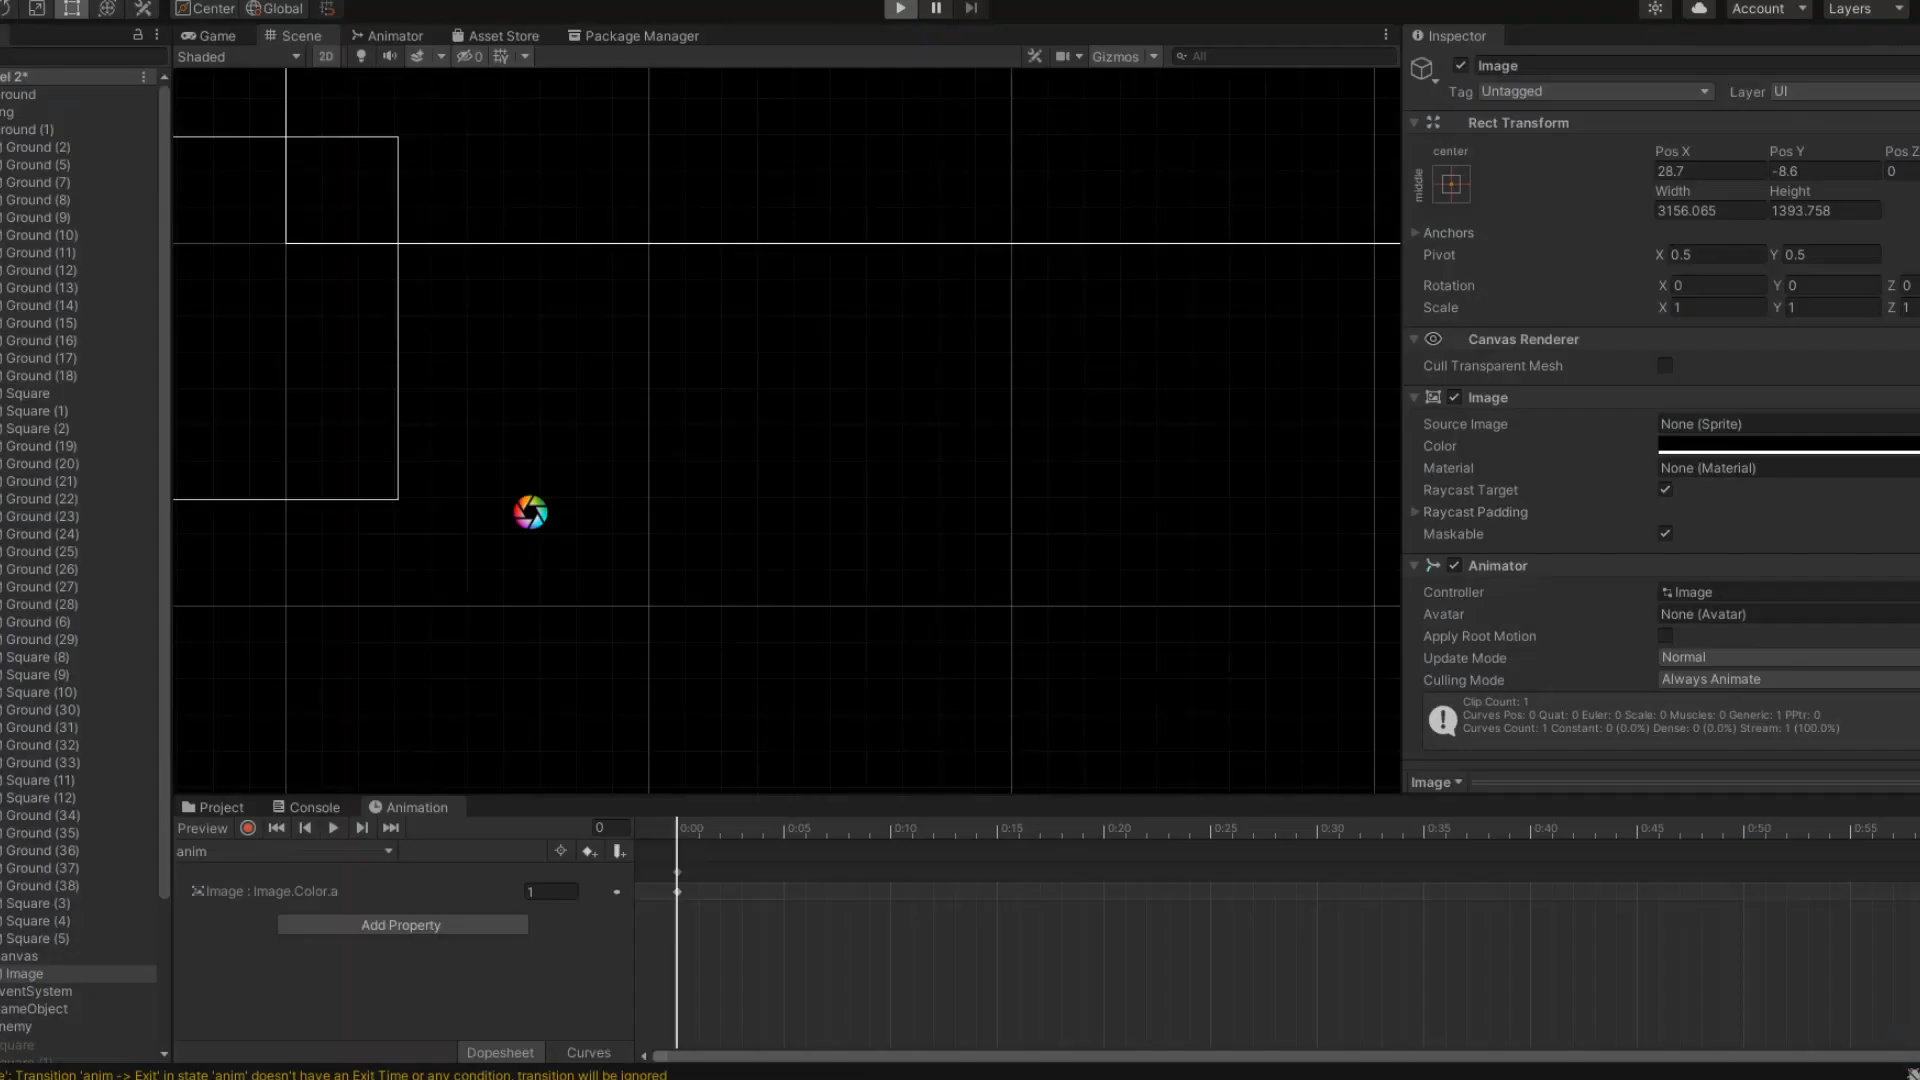 Center Global Account Layers
Game Scene Animator Asset Store Package Manager
Shaded 2D 0 Gizmos All
Inspector
Image
Tag Untagged Layer UI
Rect Transform
center
middle
Pos X Pos Y Pos Z
28.7 -8.6 0
Width Height
3156.065 1393.758
Anchors
Pivot X 0.5 Y 0.5
Rotation X 0 Y 0 Z 0
Scale X 1 Y 1 Z 1
Canvas Renderer
Cull Transparent Mesh
Image
Source Image None (Sprite)
Color
Material None (Material)
Raycast Target
Raycast Padding
Maskable
Animator
Controller Image
Avatar None (Avatar)
Apply Root Motion
Update Mode Normal
Culling Mode Always Animate
Clip Count: 1
Curves Pos: 0 Quat: 0 Euler: 0 Scale: 0 Muscles: 0 Generic: 1 PPtr: 0
Curves Count: 1 Constant: 0 (0.0%) Dense: 0 (0.0%) Stream: 1 (100.0%)
Image
el 2*
round
ng
round (1)
Ground (2)
Ground (5)
Ground (7)
Ground (8)
Ground (9)
Ground (10)
Ground (11)
Ground (12)
Ground (13)
Ground (14)
Ground (15)
Ground (16)
Ground (17)
Ground (18)
Square
Square (1)
Square (2)
Ground (19)
Ground (20)
Ground (21)
Ground (22)
Ground (23)
Ground (24)
Ground (25)
Ground (26)
Ground (27)
Ground (28)
Ground (6)
Ground (29)
Square (8)
Square (9)
Square (10)
Ground (30)
Ground (31)
Ground (32)
Ground (33)
Square (11)
Square (12)
Ground (34)
Ground (35)
Ground (36)
Ground (37)
Ground (38)
Square (3)
Square (4)
Square (5)
anvas
Image
ventSystem
ameObject
nemy
quare
Project Console Animation
Preview 0
0:00 0:05 0:10 0:15 0:20 0:25 0:30 0:35 0:40 0:45 0:50 0:55
anim
Image : Image.Color.a 1
Add Property
Dopesheet Curves
e': Transition 'anim -> Exit' in state 'anim' doesn't have an Exit Time or any condition, transition will be ignored